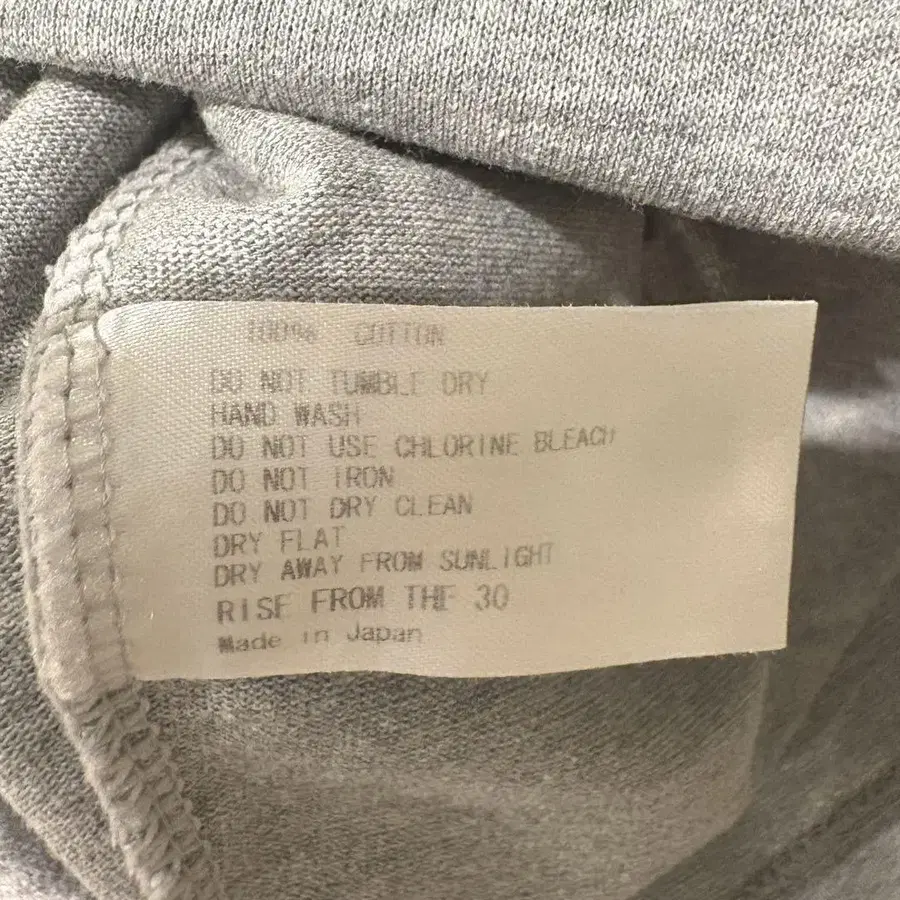 100% COTTON
DO NOT TUMBLE DRY
HAND WASH
DO NOT USE CHLORINE BLEACH
DO NOT IRON
DO NOT DRY CLEAN
DRY FLAT
DRY AWAY FROM SUNLIGHT
RISE FROM THE 30
Made in Japan